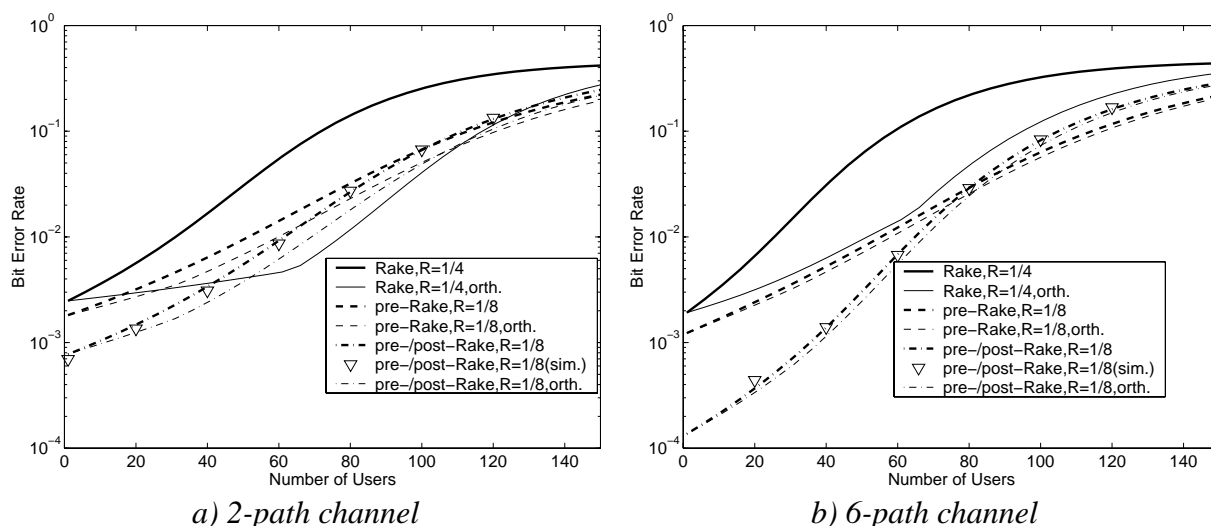 10^0
10^-1
10^-2
10^-3
10^-4
Bit Error Rate
0 20 40 60 80 100 120 140
Number of Users
Rake,R=1/4
Rake,R=1/4,orth.
pre-Rake,R=1/8
pre-Rake,R=1/8,orth.
pre-/post-Rake,R=1/8
pre-/post-Rake,R=1/8(sim.)
pre-/post-Rake,R=1/8,orth.
a) 2-path channel
10^0
10^-1
10^-2
10^-3
10^-4
Bit Error Rate
0 20 40 60 80 100 120 140
Number of Users
Rake,R=1/4
Rake,R=1/4,orth.
pre-Rake,R=1/8
pre-Rake,R=1/8,orth.
pre-/post-Rake,R=1/8
pre-/post-Rake,R=1/8(sim.)
pre-/post-Rake,R=1/8,orth.
b) 6-path channel